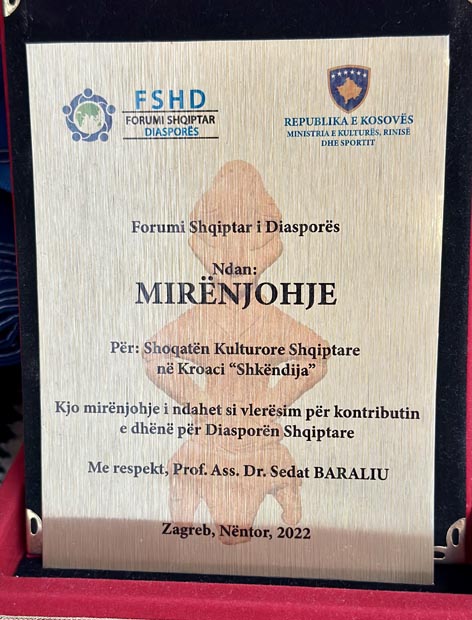 FSHD
FORUMI SHQIPTAR
DIASPORËS
REPUBLIKA E KOSOVËS
MINISTRIA E KULTURËS, RINISË
DHE SPORTIT
Forumi Shqiptar i Diasporës
Ndan:
MIRËNJOHJE
Për: Shoqatën Kulturore Shqiptare
në Kroaci “Shkëndija”
Kjo mirënjohje i ndahet si vlerësim për kontributin
e dhënë për Diasporën Shqiptare
Me respekt, Prof. Ass. Dr. Sedat BARALIU
Zagreb, Nëntor, 2022